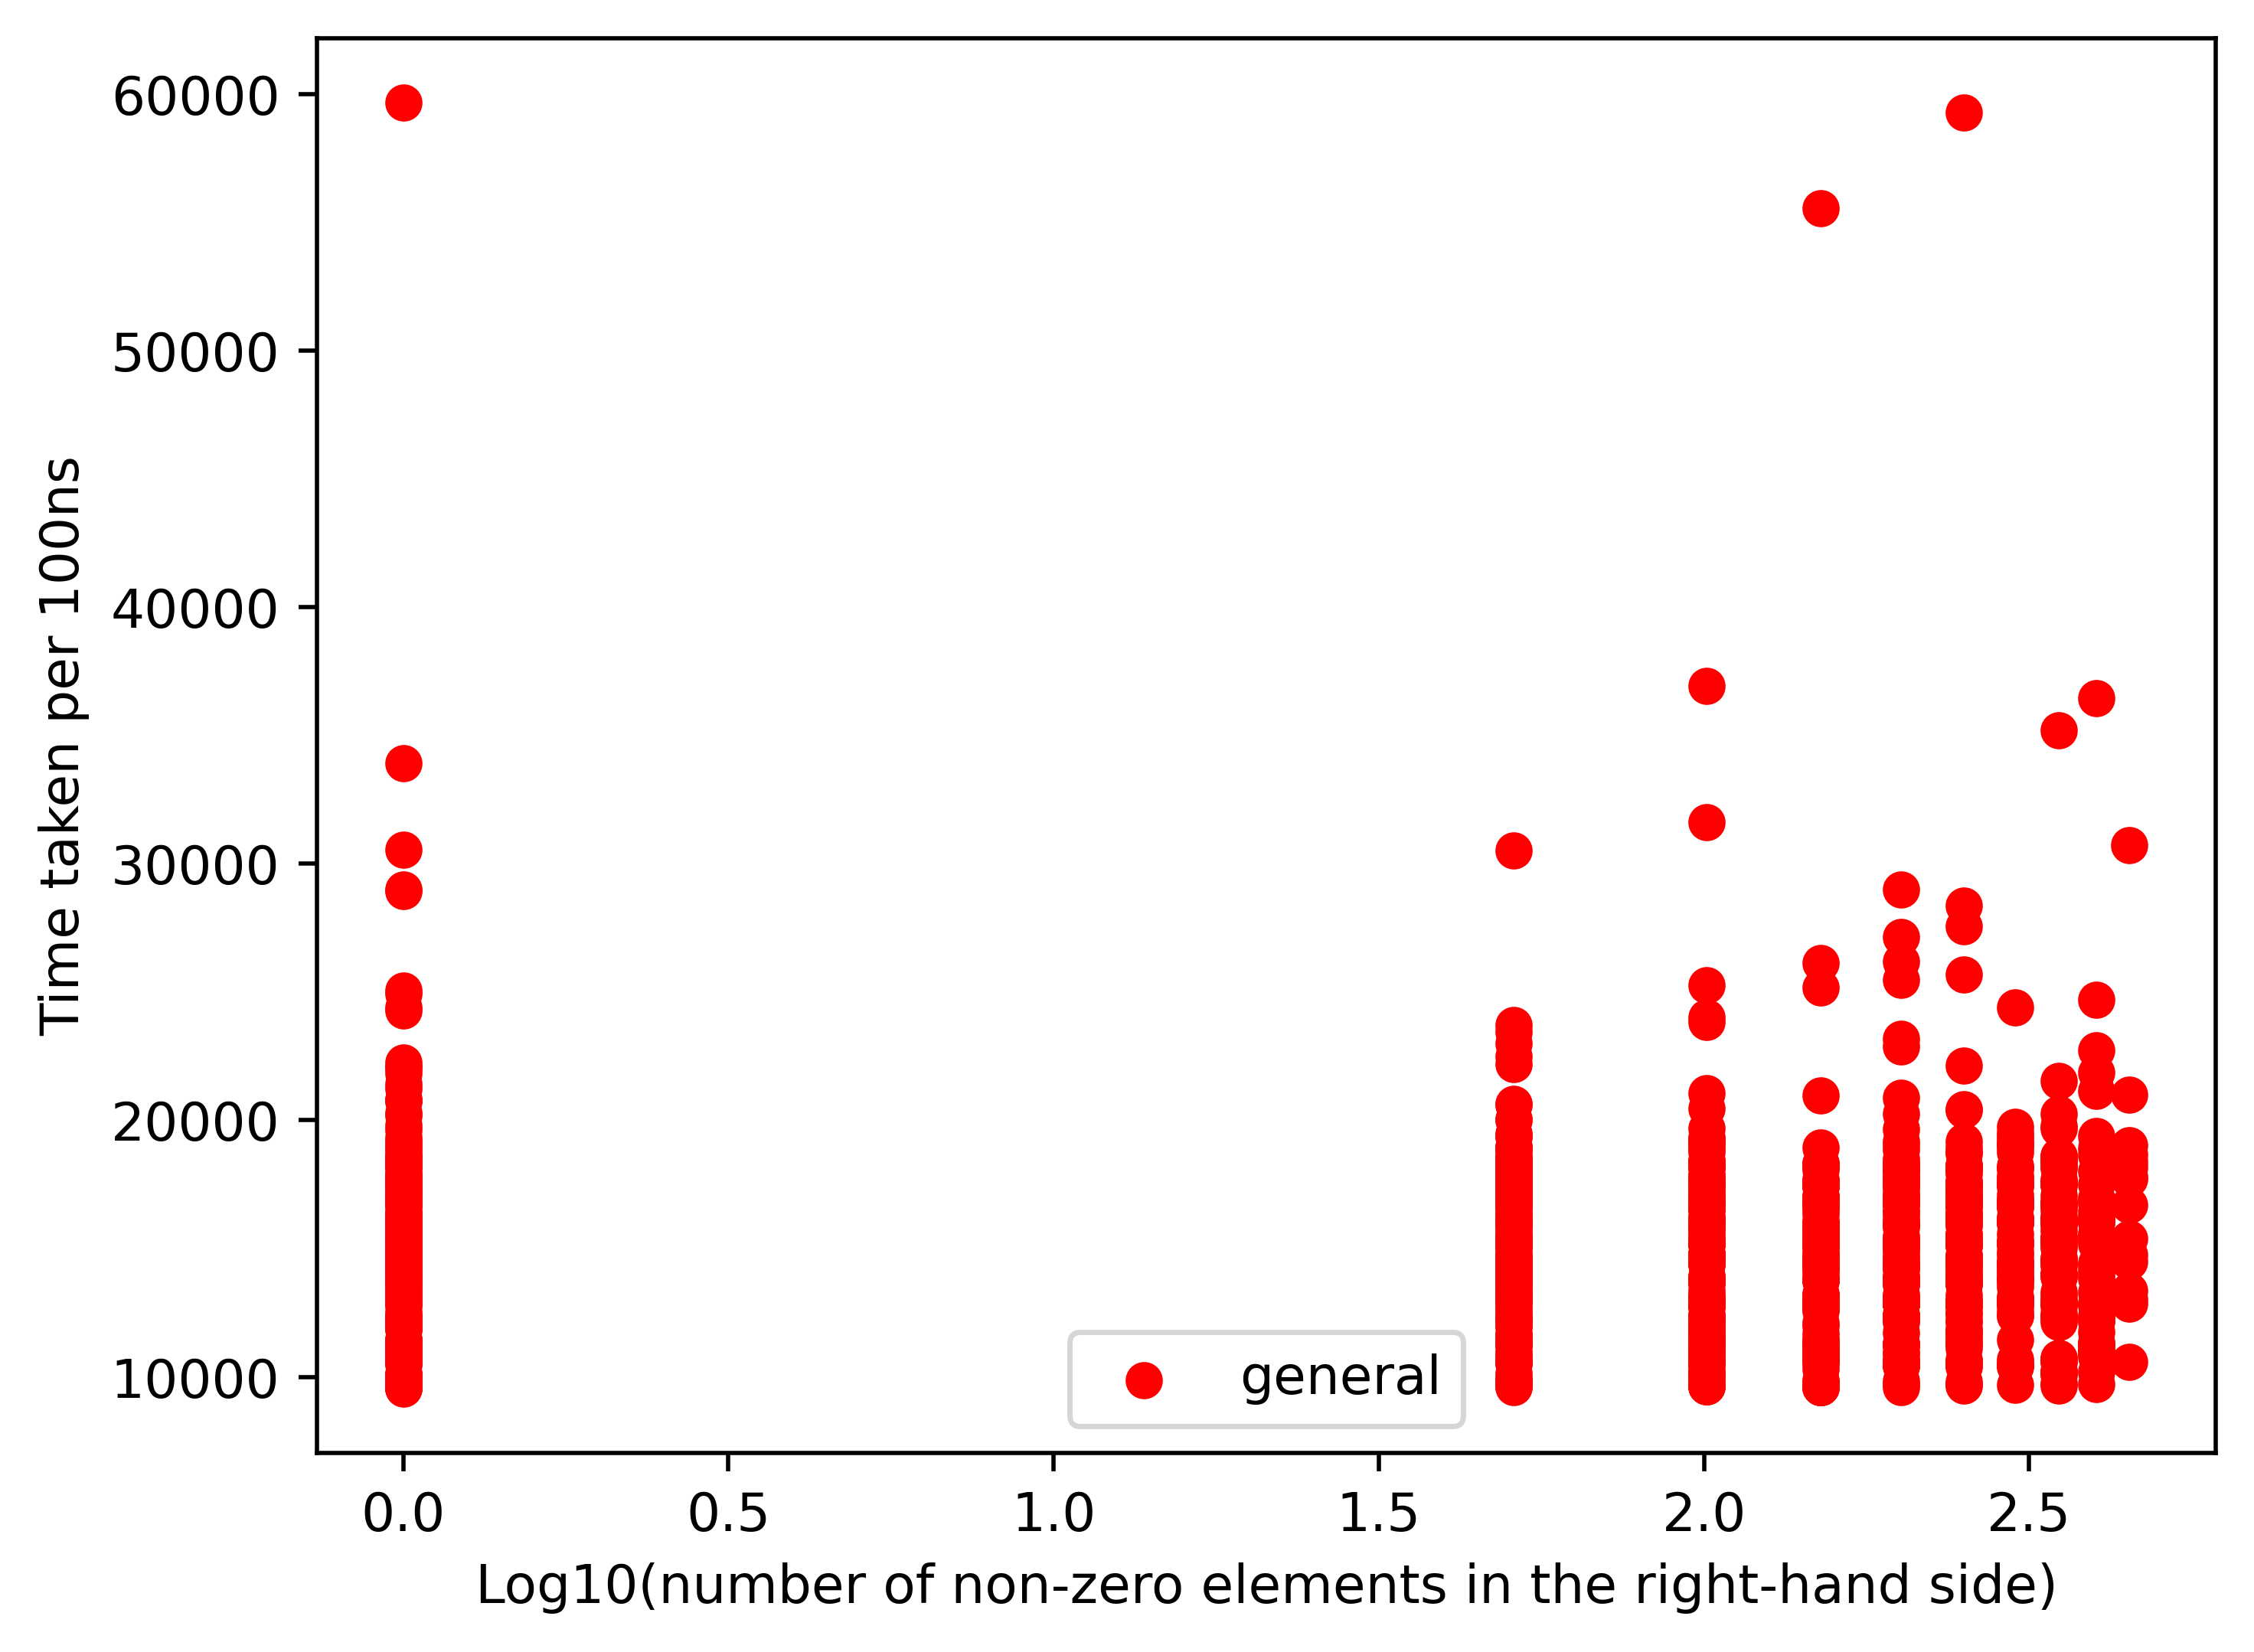 60000
50000
40000
30000
20000
10000
Time taken per 100ns
general
0.0 0.5 1.0 1.5 2.0 2.5
Log10(number of non-zero elements in the right-hand side)